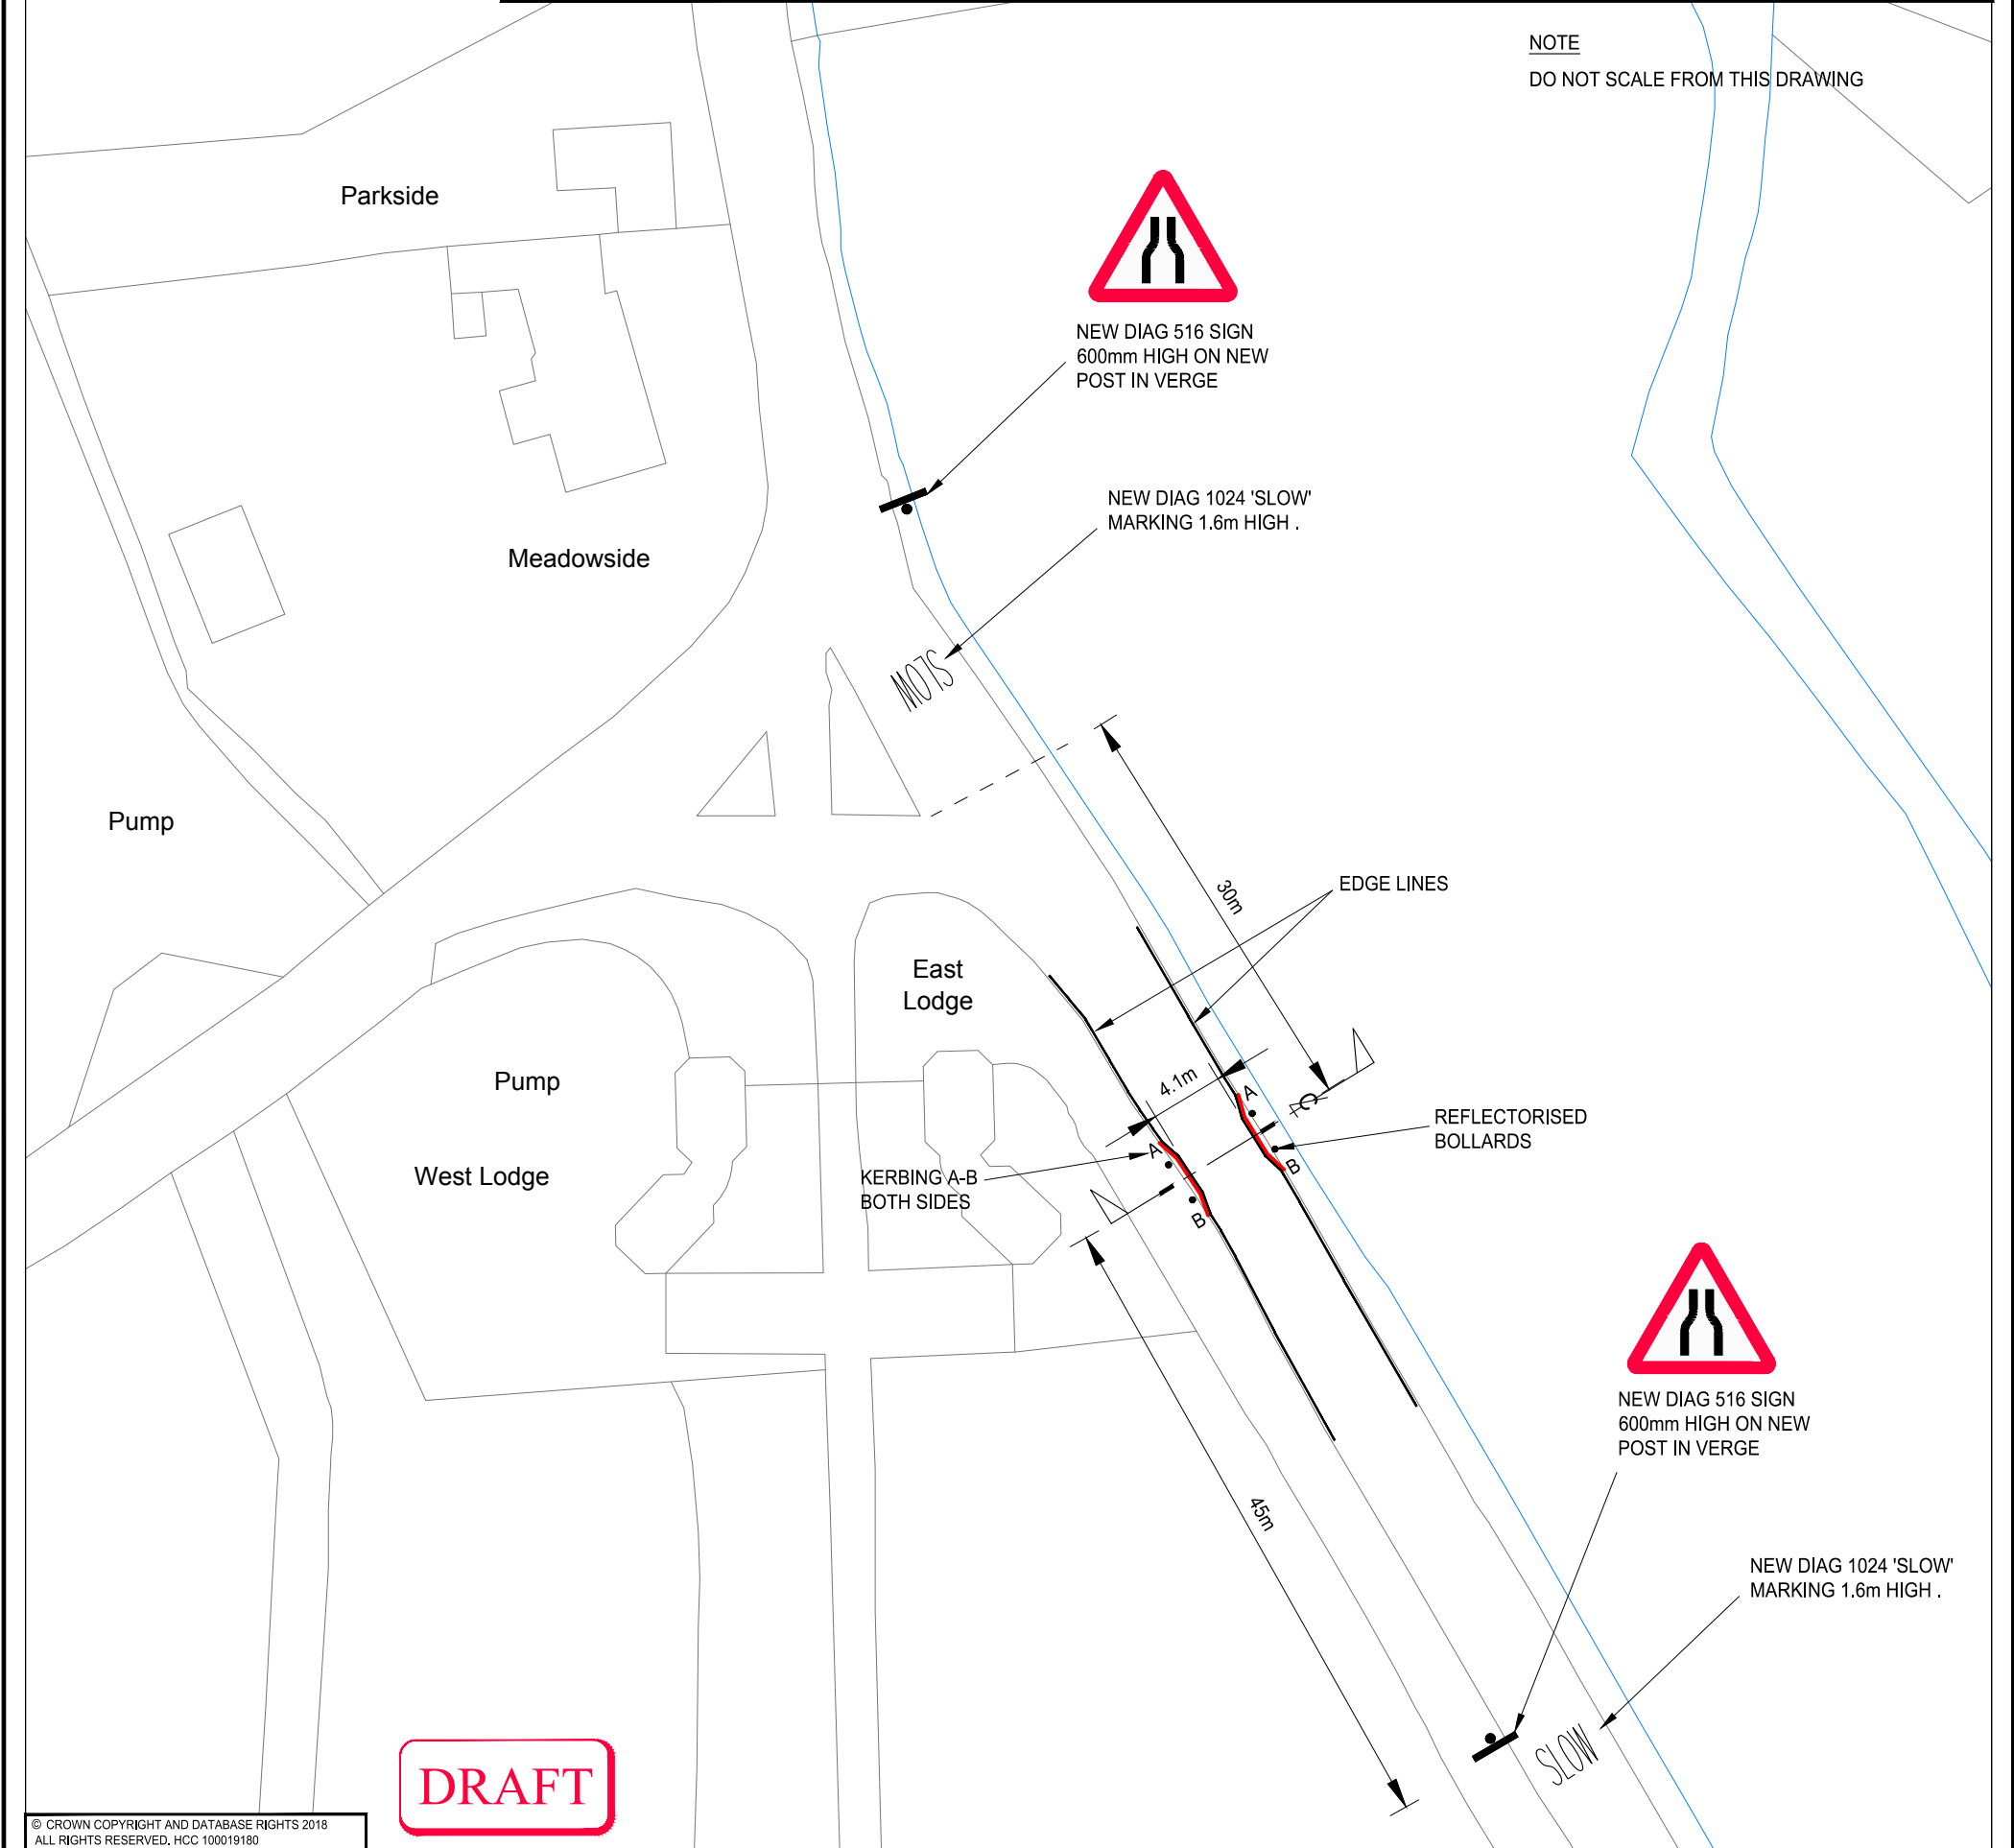 NOTE
DO NOT SCALE FROM THIS DRAWING
Parkside
NEW DIAG 516 SIGN
600mm HIGH ON NEW
POST IN VERGE
NEW DIAG 1024 'SLOW'
MARKING 1.6m HIGH .
Meadowside
SLOW
Pump
30m
EDGE LINES
East
Lodge
4.1m
A
C
Pump
REFLECTORISED
BOLLARDS
A
B
West Lodge
KERBING A-B
BOTH SIDES
B
NEW DIAG 516 SIGN
600mm HIGH ON NEW
POST IN VERGE
45m
NEW DIAG 1024 'SLOW'
MARKING 1.6m HIGH .
SLOW
DRAFT
© CROWN COPYRIGHT AND DATABASE RIGHTS 2018
ALL RIGHTS RESERVED. HCC 100019180